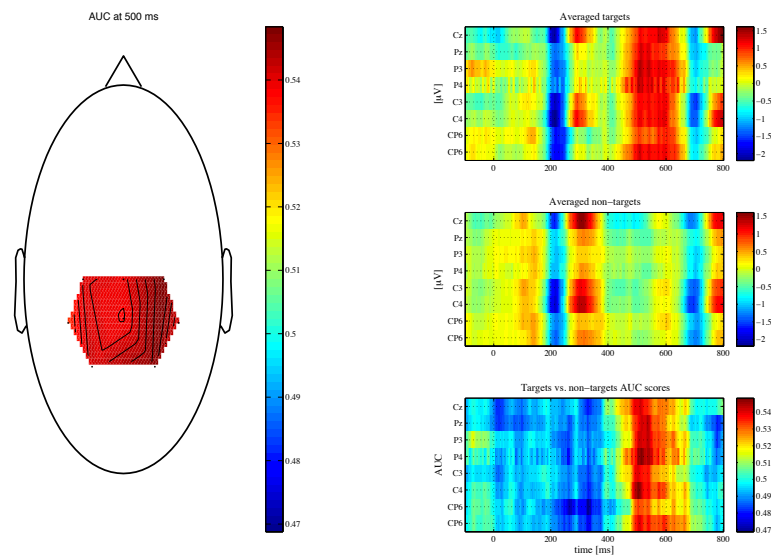 AUC at 500 ms
0.54
0.53
0.52
0.51
0.5
0.49
0.48
0.47
Averaged targets
[µV]
Cz
Pz
P3
P4
C3
C4
CP6
CP6
0
200
400
600
800
1.5
1
0.5
0
−0.5
−1
−1.5
−2
Averaged non−targets
[µV]
Cz
Pz
P3
P4
C3
C4
CP6
CP6
0
200
400
600
800
1.5
1
0.5
0
−0.5
−1
−1.5
−2
Targets vs. non−targets AUC scores
AUC
Cz
Pz
P3
P4
C3
C4
CP6
CP6
0
200
400
600
800
time [ms]
0.54
0.53
0.52
0.51
0.5
0.49
0.48
0.47